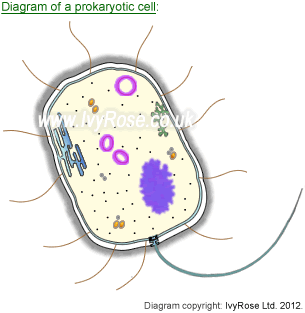 Diagram of a prokaryotic cell:
www.IvyRose.co.uk
Diagram copyright: IvyRose Ltd. 2012.